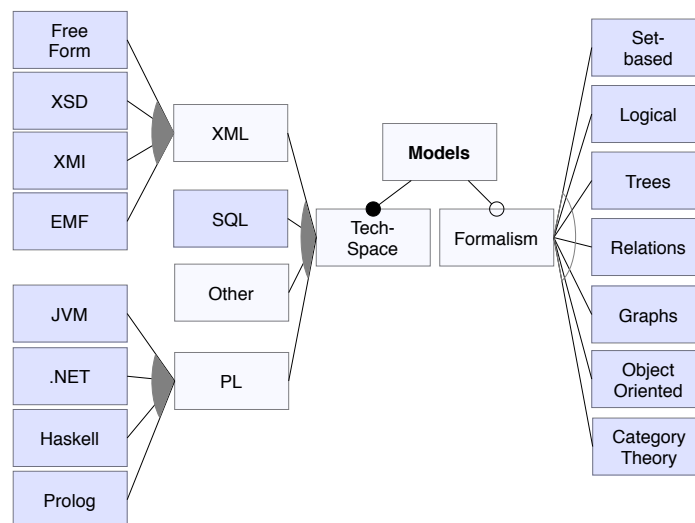 Free
Form
XSD
XMI
EMF
XML
SQL
Other
PL
JVM
.NET
Haskell
Prolog
Models
Tech-
Space
Formalism
Set-
based
Logical
Trees
Relations
Graphs
Object
Oriented
Category
Theory